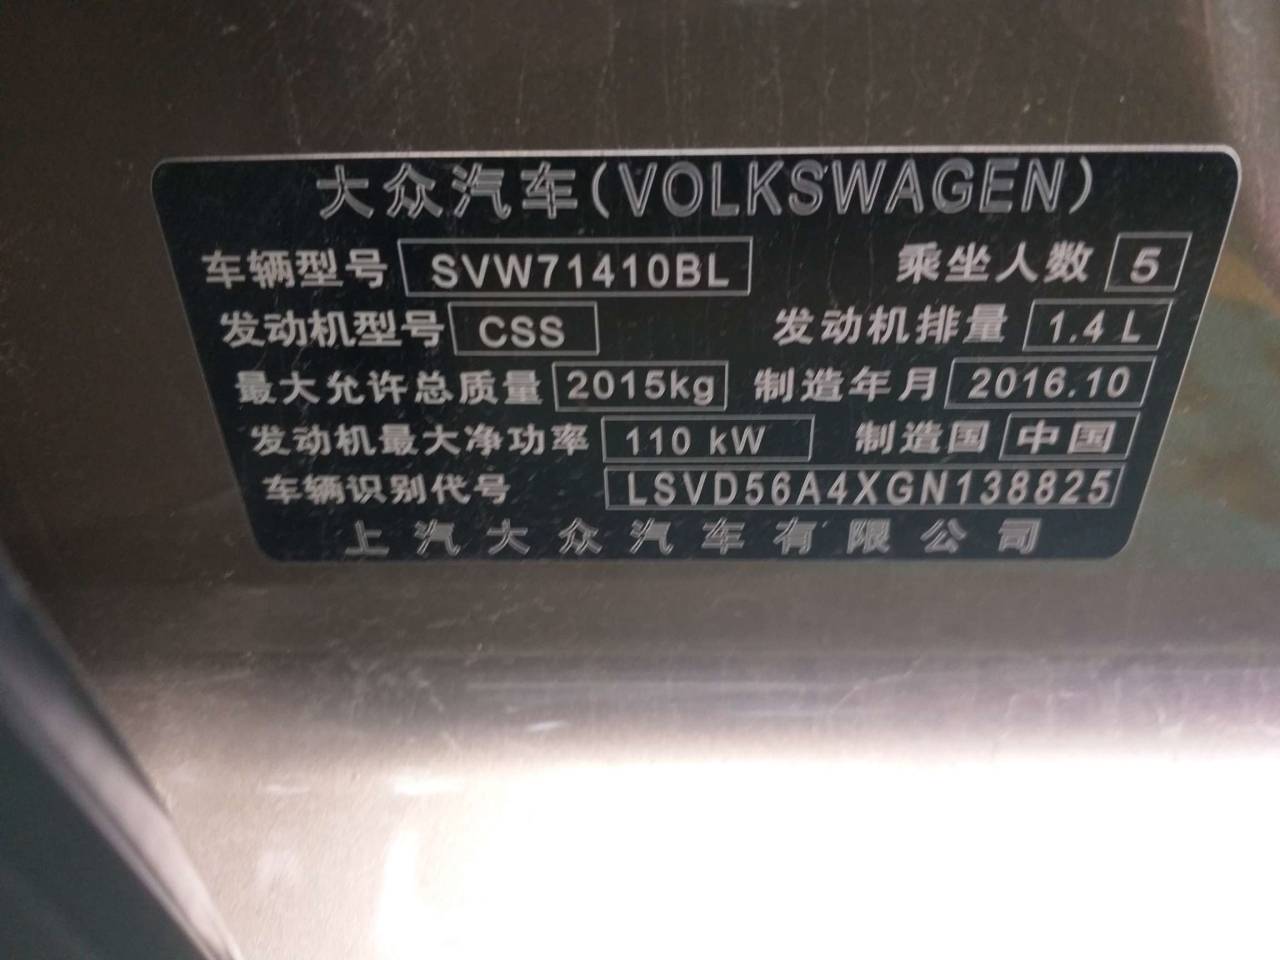 大众汽车(VOLKSWAGEN)
车辆型号 SVW71410BL 乘坐人数 5
发动机型号 CSS 发动机排量 1.4 L
最大允许总质量 2015kg 制造年月 2016.10
发动机最大净功率 110 kW 制造国 中国
车辆识别代号 LSVD56A4XGN138825
上汽大众汽车有限公司